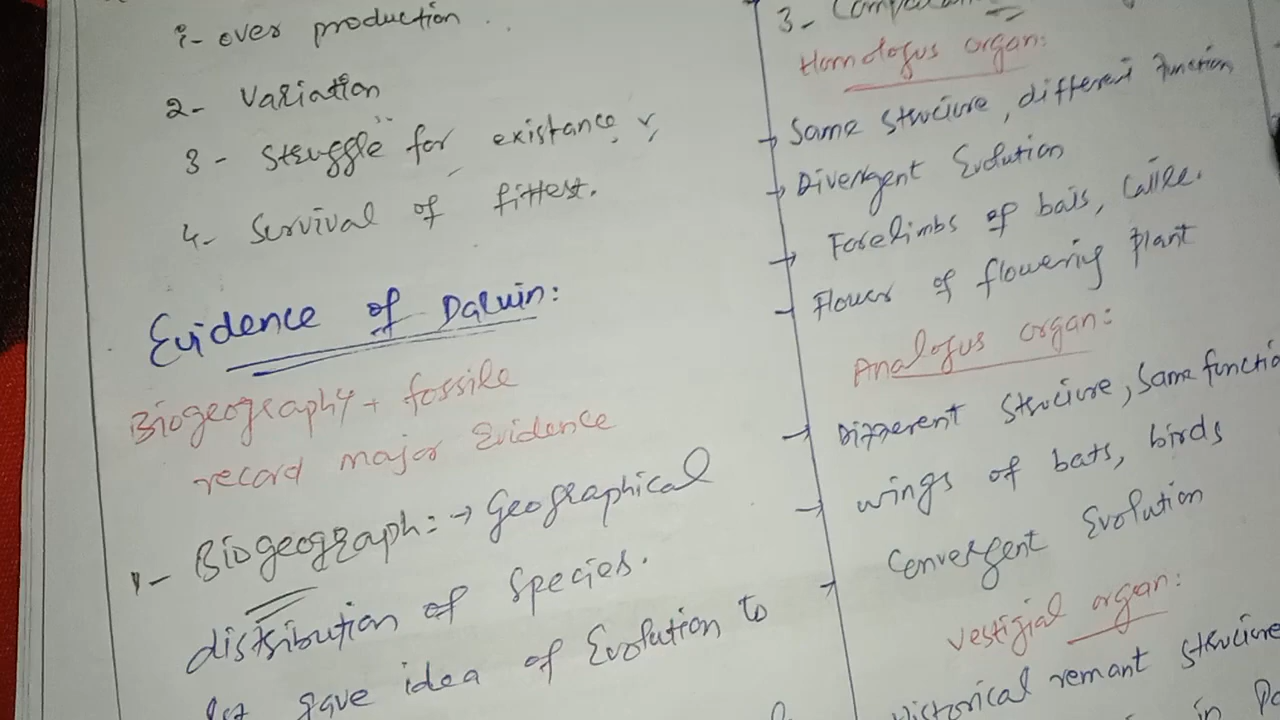 1- over production
2- Variation
3- Struggle for existance
4- Survival of fittest.
Evidence of Darwin:
Biogeography + fossile
record major Evidence
1- Biogeograph: → Geographical
distribution of Species.
gave idea of Evolution to
3-
Homologus organ:
→ Same structure, different function
→ Divergent Evolution
→ Forelimbs of bats, Cattle.
→ Flower of flowering plant
Analogus organ:
→ Different Structure, Same functio
→ wings of bats, birds
→ Convergent Evolution
Vestigial organ:
Historical remant structure
in